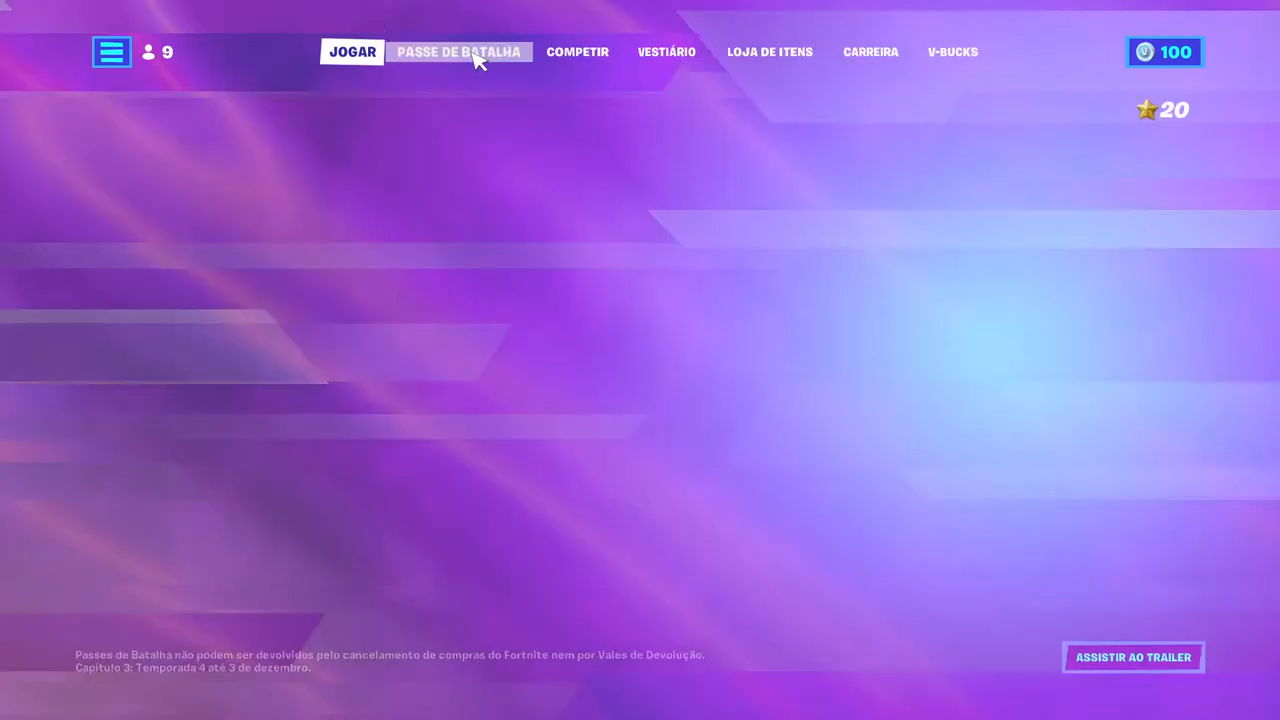 9
JOGAR PASSE DE BATALHA COMPETIR VESTIÁRIO LOJA DE ITENS CARREIRA V-BUCKS
100
20
Passes de Batalha não podem ser devolvidos pelo cancelamento de compras do Fortnite nem por Vales de Devolução.
Capítulo 3: Temporada 4 até 3 de dezembro.
ASSISTIR AO TRAILER